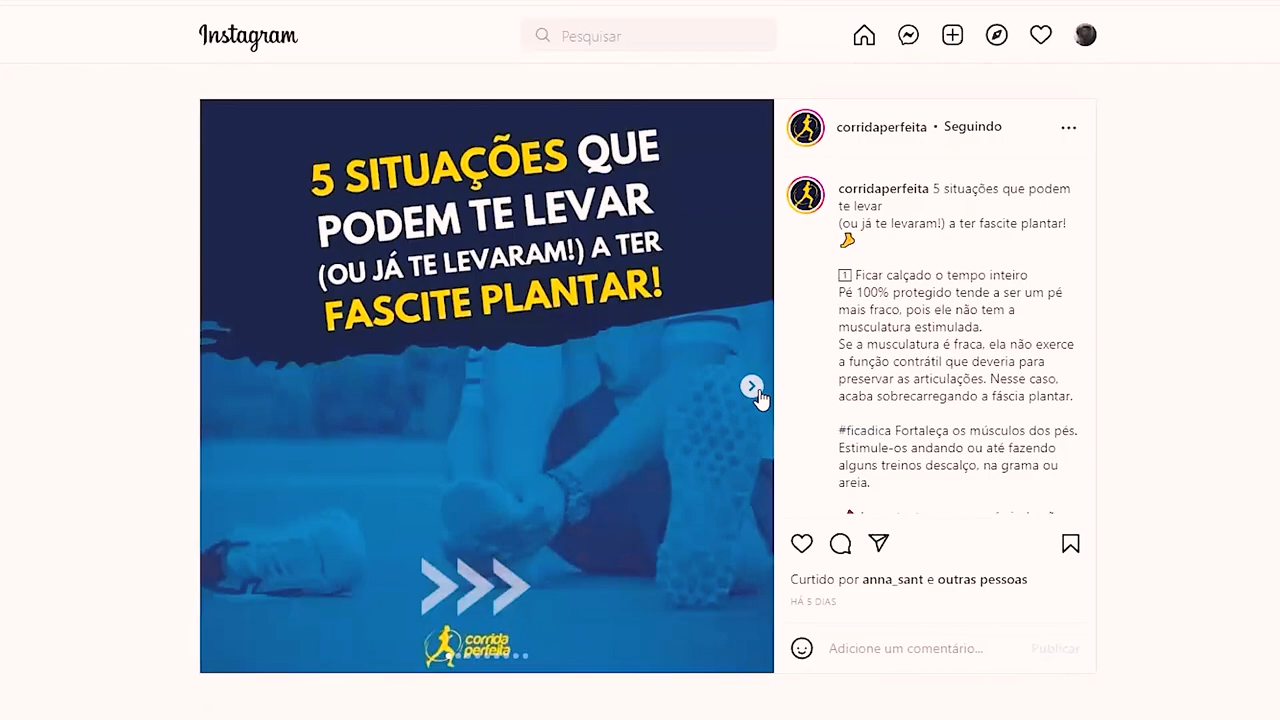 Instagram
Pesquisar
5 SITUAÇÕES QUE
PODEM TE LEVAR
(OU JÁ TE LEVARAM!) A TER
FASCITE PLANTAR!
corrida
perfeita
corridaperfeita • Seguindo
corridaperfeita 5 situações que podem
te levar
(ou já te levaram!) a ter fascite plantar!
1 Ficar calçado o tempo inteiro
Pé 100% protegido tende a ser um pé
mais fraco, pois ele não tem a
musculatura estimulada.
Se a musculatura é fraca, ela não exerce
a função contrátil que deveria para
preservar as articulações. Nesse caso,
acaba sobrecarregando a fáscia plantar.
#ficadica Fortaleça os músculos dos pés.
Estimule-os andando ou até fazendo
alguns treinos descalço, na grama ou
areia.
Curtido por anna_sant e outras pessoas
HÁ 5 DIAS
Adicione um comentário...
Publicar